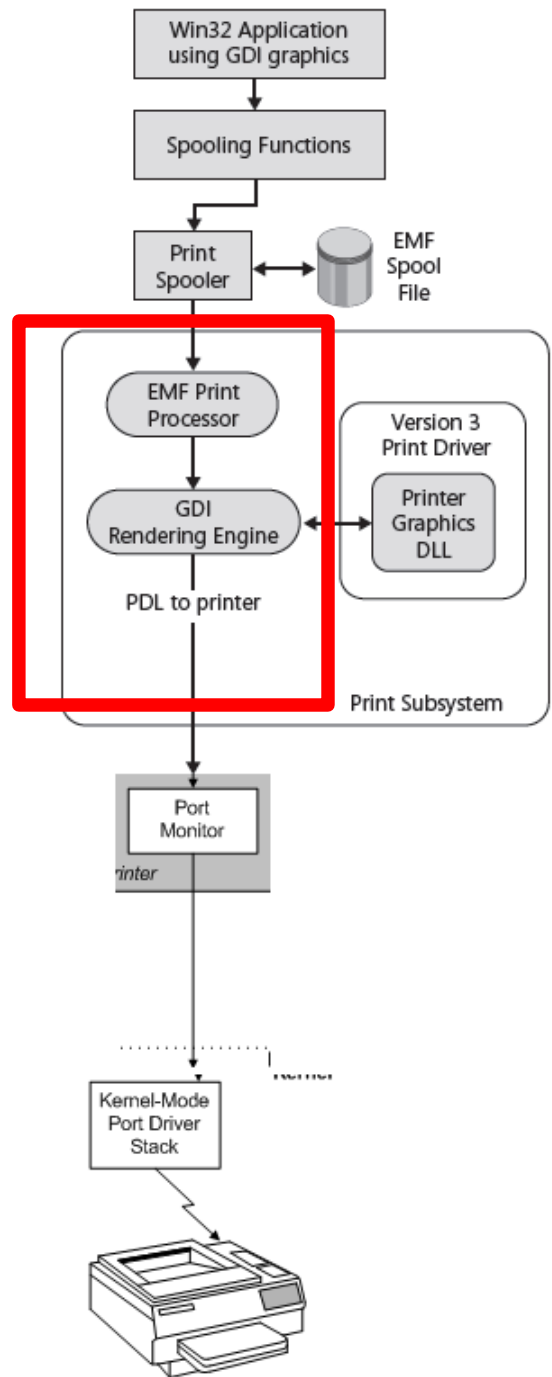 Win32 Application
using GDI graphics
Spooling Functions
Print
Spooler
EMF
Spool
File
EMF Print
Processor
Version 3
Print Driver
GDI
Rendering Engine
Printer
Graphics
DLL
PDL to printer
Print Subsystem
Port
Monitor
rinter
Kernel-Mode
Port Driver
Stack